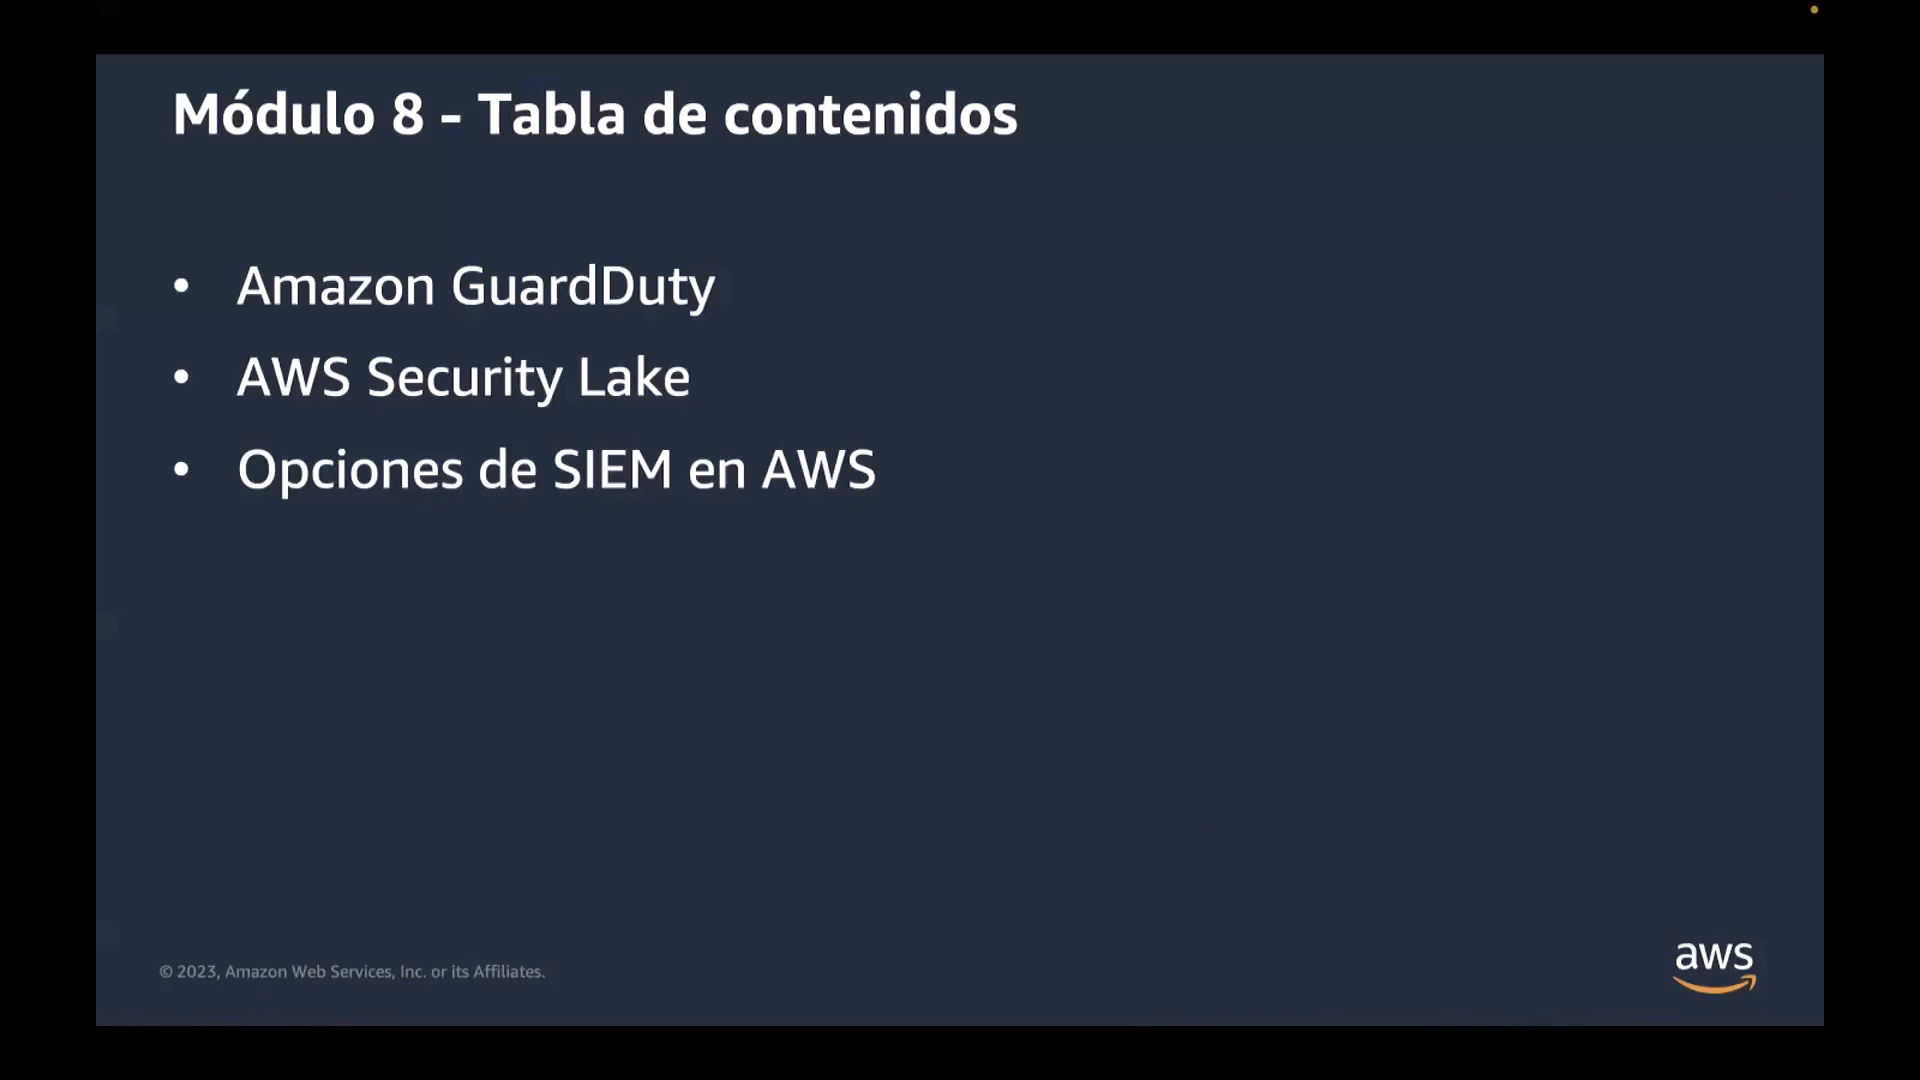 Módulo 8 - Tabla de contenidos
• Amazon GuardDuty
• AWS Security Lake
• Opciones de SIEM en AWS
© 2023, Amazon Web Services, Inc. or its Affiliates.
aws